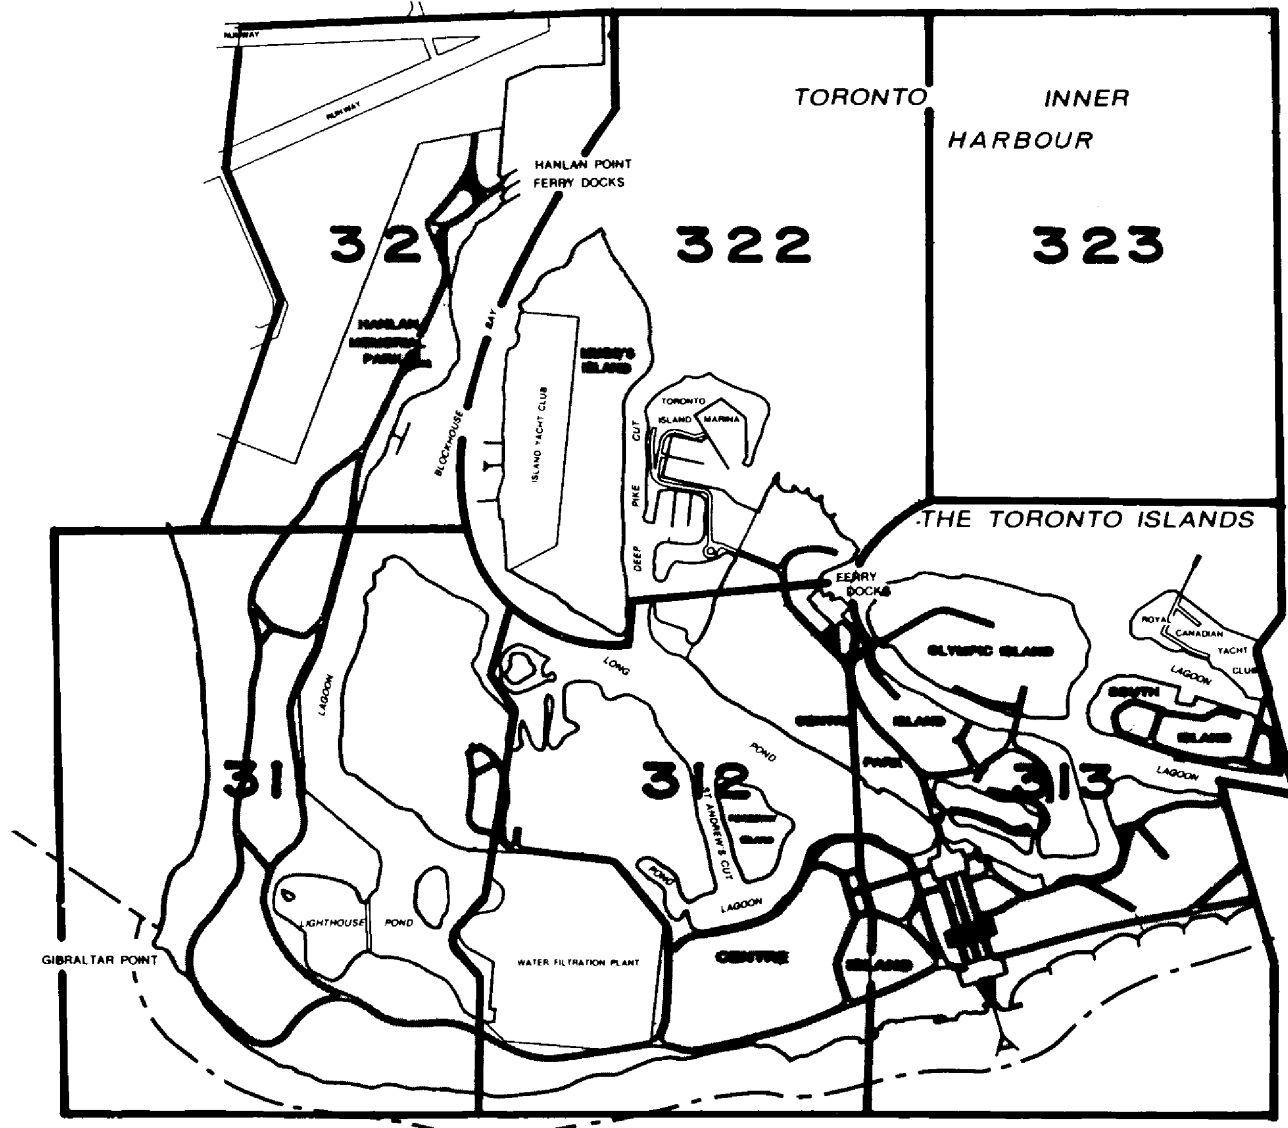 RUNWAY
RUNWAY
TORONTO INNER
HARBOUR
HANLAN POINT
FERRY DOCKS
32
322
323
HANLAN
MEMORIAL
PARK
BLOCKHOUSE BAY
MUGG'S
ISLAND
ISLAND YACHT CLUB
TORONTO
ISLAND MARINA
DEEP PIKE CUT
THE TORONTO ISLANDS
FERRY
DOCKS
ROYAL
CANADIAN
YACHT
CLUB
OLYMPIC ISLAND
LAGOON
LONG POND
LAGOON
SOUTH
ISLAND
LAGOON
CENTRE ISLAND
PARK
31
312
313
ST ANDREW'S CUT
ISLAND
POND
LAGOON
LIGHTHOUSE POND
GIBRALTAR POINT
WATER FILTRATION PLANT
CENTRE ISLAND